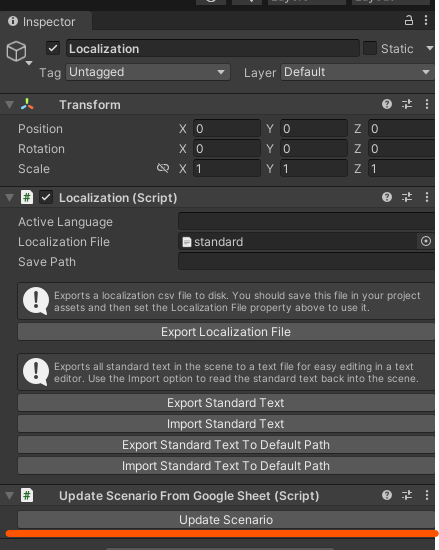 Inspector
Localization Static
Tag Untagged Layer Default
Transform
Position X 0 Y 0 Z 0
Rotation X 0 Y 0 Z 0
Scale X 1 Y 1 Z 1
# Localization (Script)
Active Language
Localization File standard
Save Path
Exports a localization csv file to disk. You should save this file in your project
assets and then set the Localization File property above to use it.
Export Localization File
Exports all standard text in the scene to a text file for easy editing in a text
editor. Use the Import option to read the standard text back into the scene.
Export Standard Text
Import Standard Text
Export Standard Text To Default Path
Import Standard Text To Default Path
# Update Scenario From Google Sheet (Script)
Update Scenario